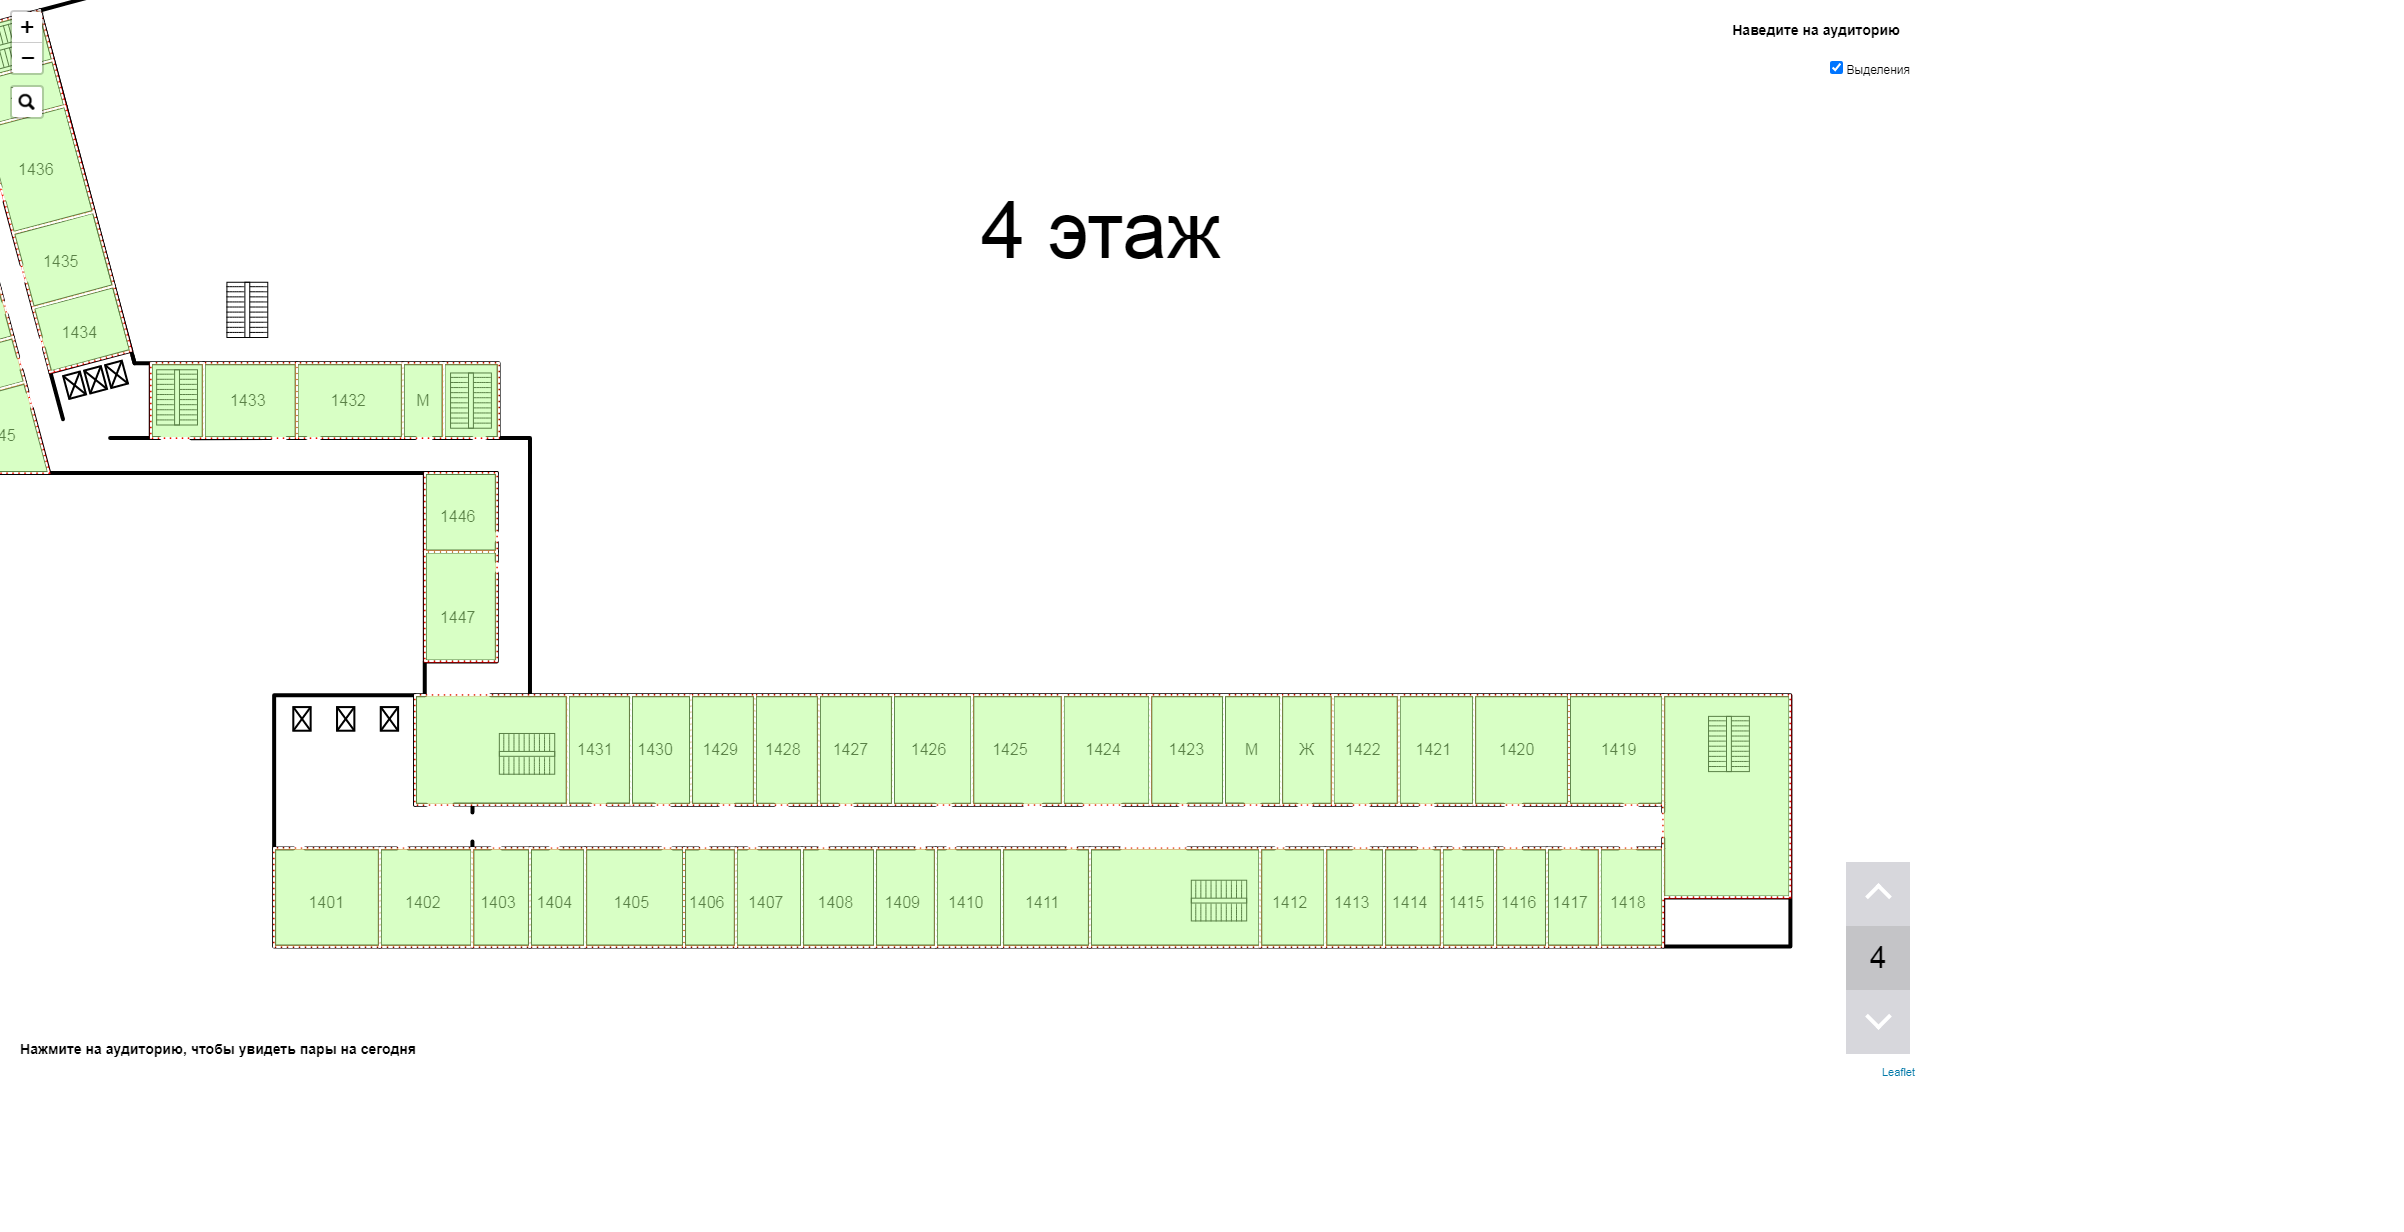 +
−
Наведите на аудиторию
Выделения
4 этаж
1436
1435
1434
1433 1432 М
45
1446
1447
1431 1430 1429 1428 1427 1426 1425 1424 1423 М Ж 1422 1421 1420 1419
1401 1402 1403 1404 1405 1406 1407 1408 1409 1410 1411 1412 1413 1414 1415 1416 1417 1418
4
Нажмите на аудиторию, чтобы увидеть пары на сегодня
Leaflet